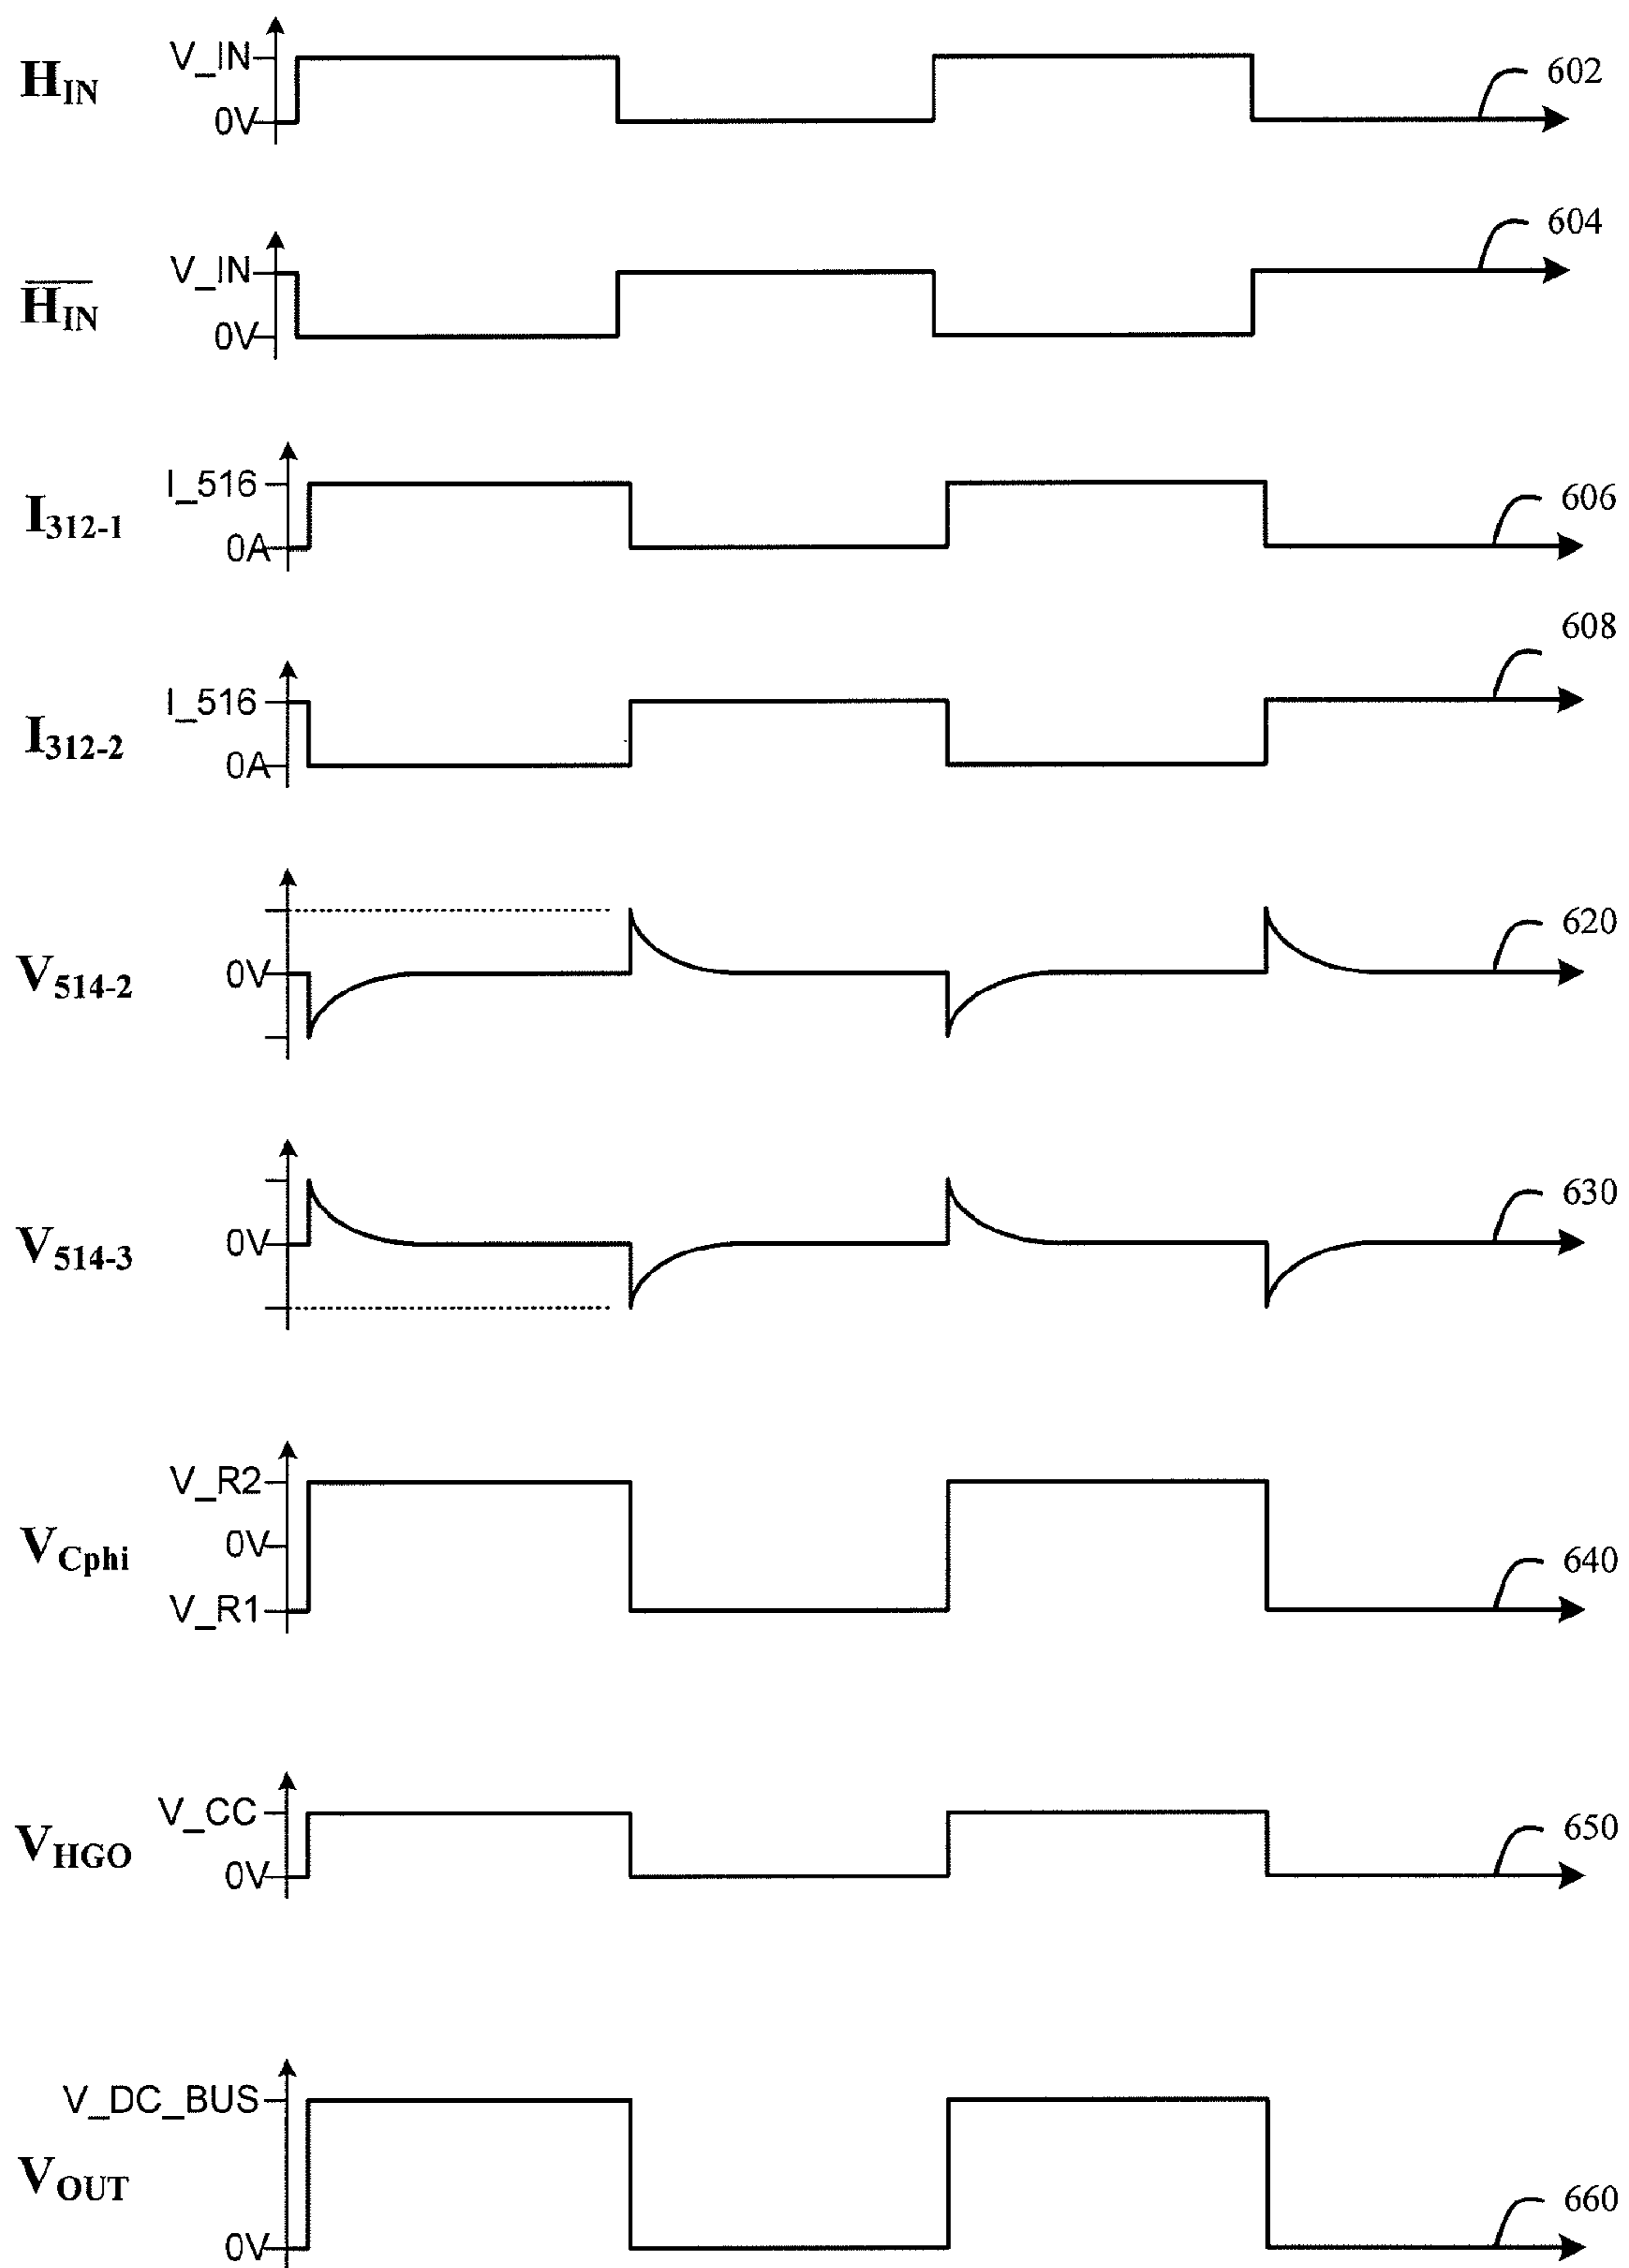 V_IN
H_IN
0V
602
V_IN
H̅_I̅N̅
0V
604
I_516
I_312-1
0A
606
I_516
I_312-2
0A
608
0V
V_514-2
620
0V
V_514-3
630
V_R2
0V
V_Cphi
V_R1
640
V_CC
V_HGO
0V
650
V_DC_BUS
V_OUT
0V
660